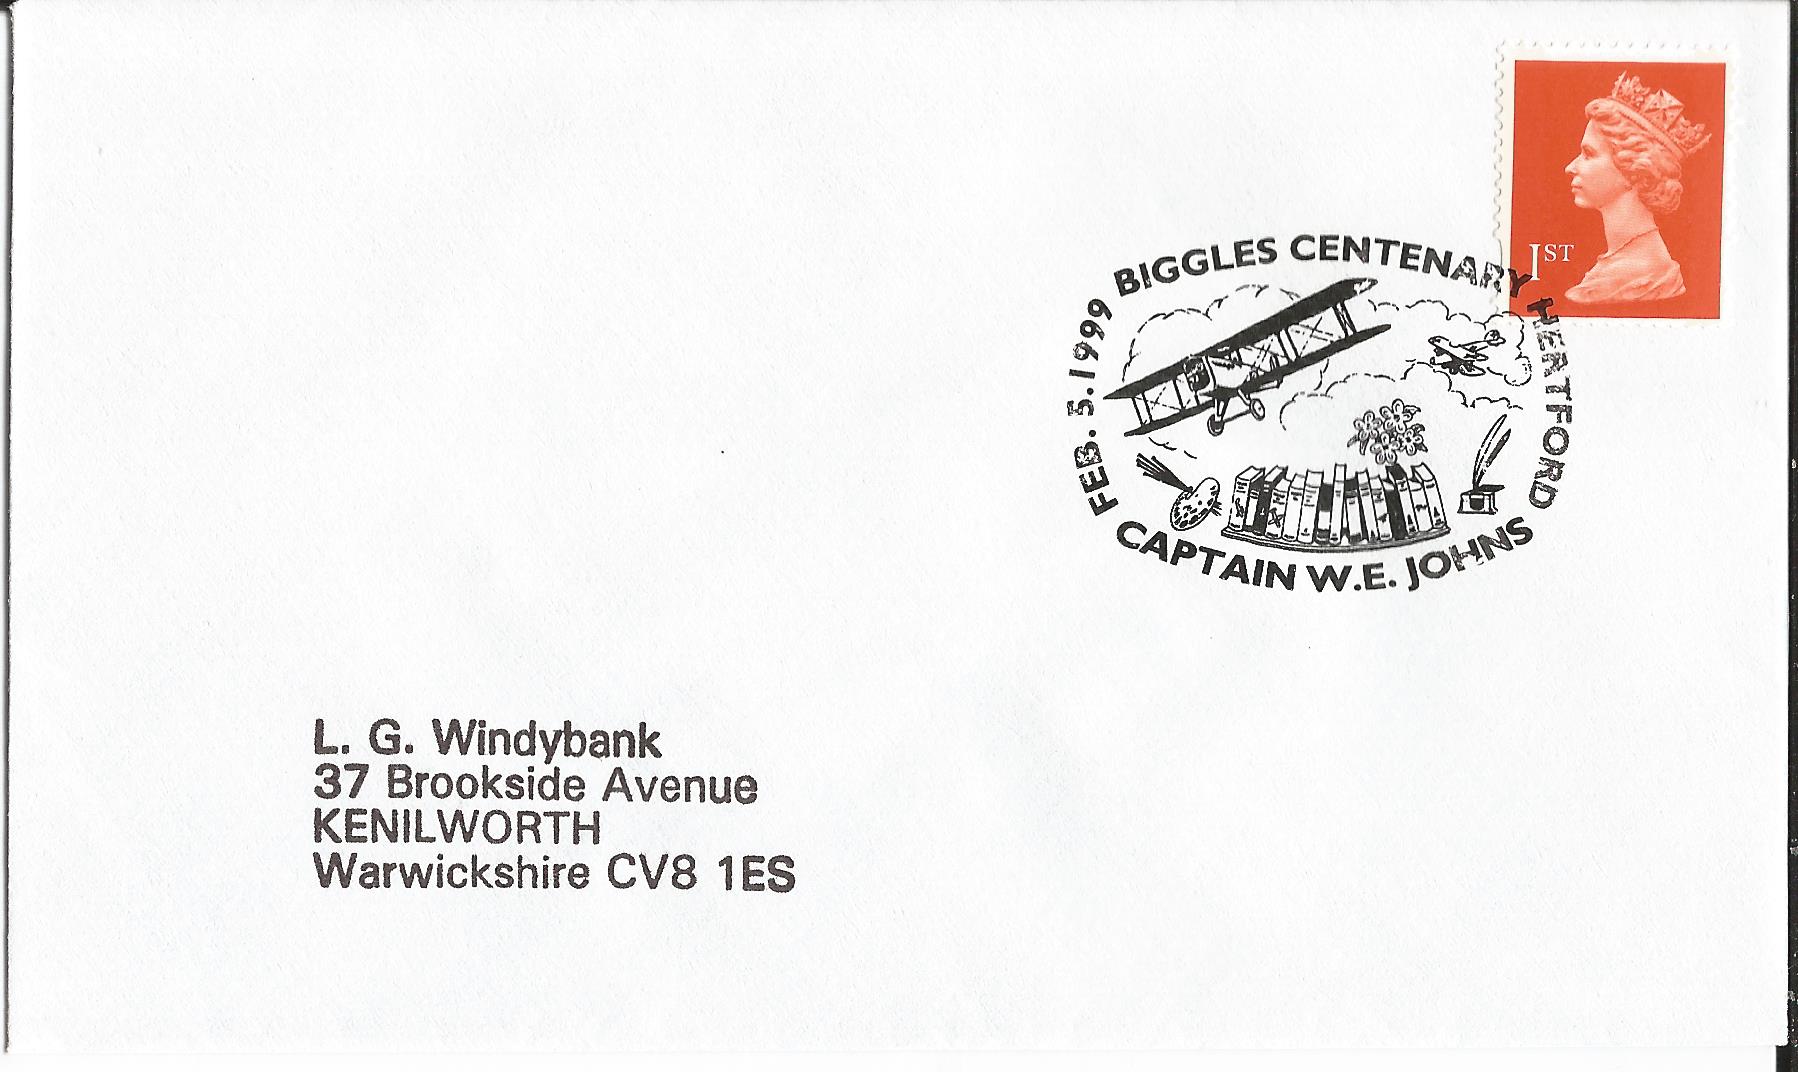 1ST
BIGGLES CENTENARY HERTFORD
FEB. 5. 1999
CAPTAIN W.E. JOHNS
L. G. Windybank
37 Brookside Avenue
KENILWORTH
Warwickshire CV8 1ES